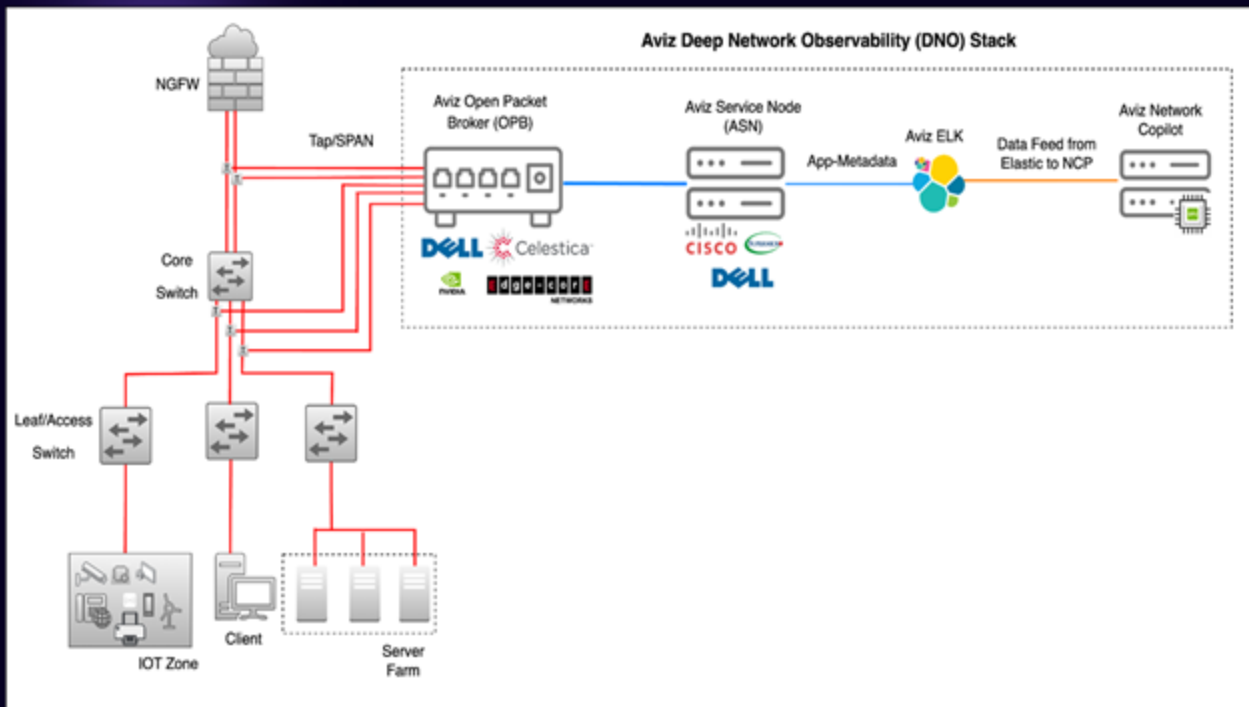 Aviz Deep Network Observability (DNO) Stack
NGFW
Tap/SPAN
Aviz Open Packet
Broker (OPB)
Aviz Service Node
(ASN)
App-Metadata
Aviz ELK
Data Feed from
Elastic to NCP
Aviz Network
Copilot
DELL
Celestica
NVIDIA
NETWORKS
CISCO
DELL
Core
Switch
Leaf/Access
Switch
IOT Zone
Client
Server
Farm